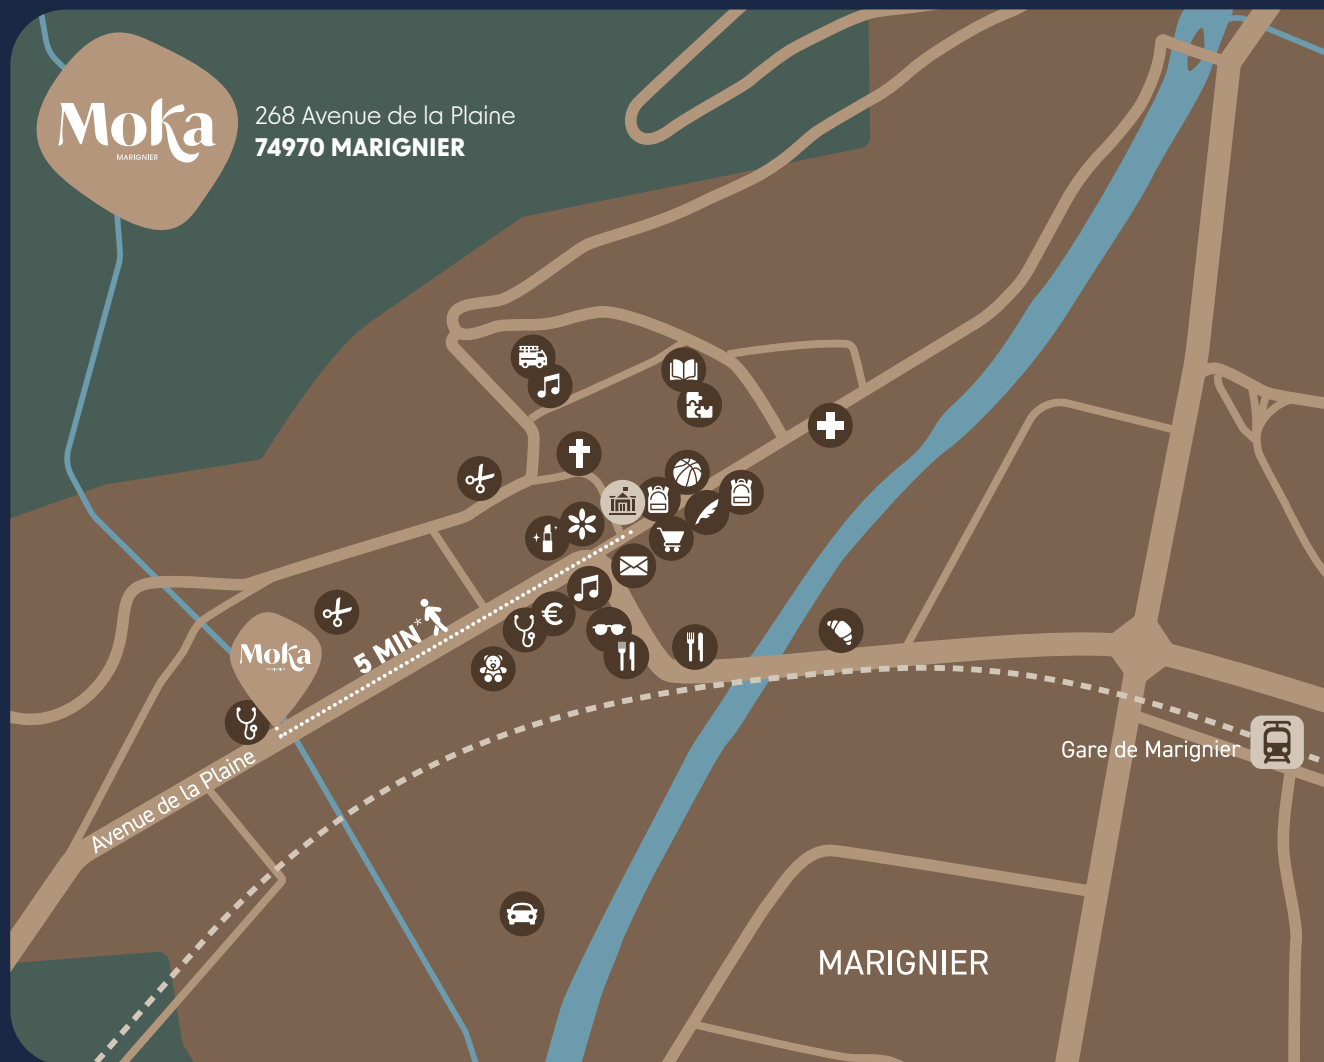 Moka
MARIGNIER
268 Avenue de la Plaine
74970 MARIGNIER
5 MIN*
€
Moka
Avenue de la Plaine
Gare de Marignier
MARIGNIER